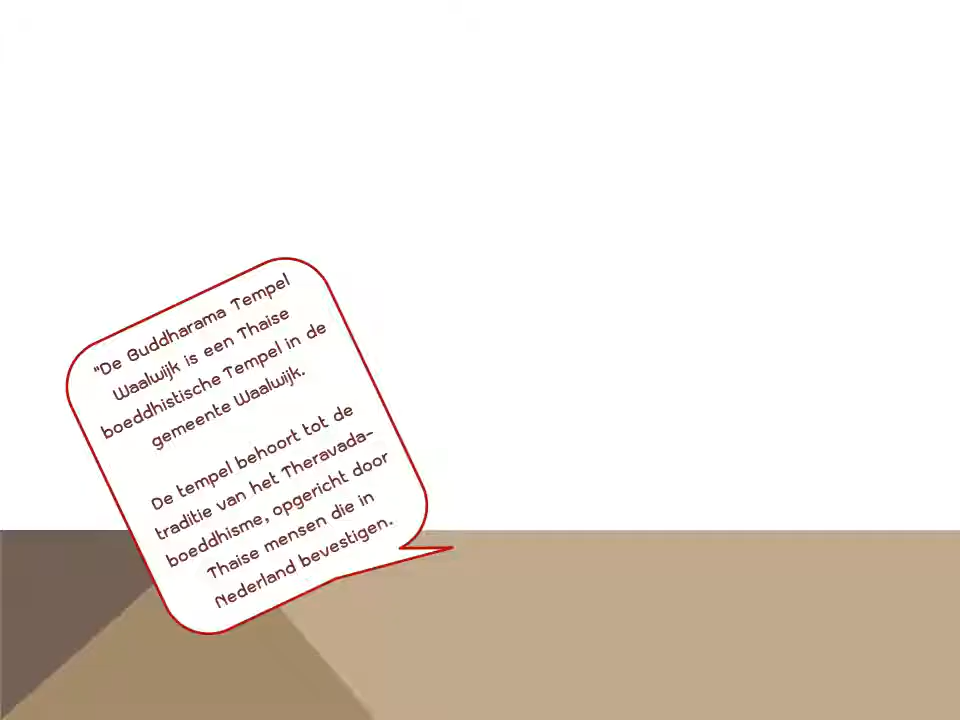 "De Buddharama Tempel
Waalwijk is een Thaise
boeddhistische Tempel in de
gemeente Waalwijk.
De tempel behoort tot de
traditie van het Theravada-
boeddhisme, opgericht door
Thaise mensen die in
Nederland bevestigen.